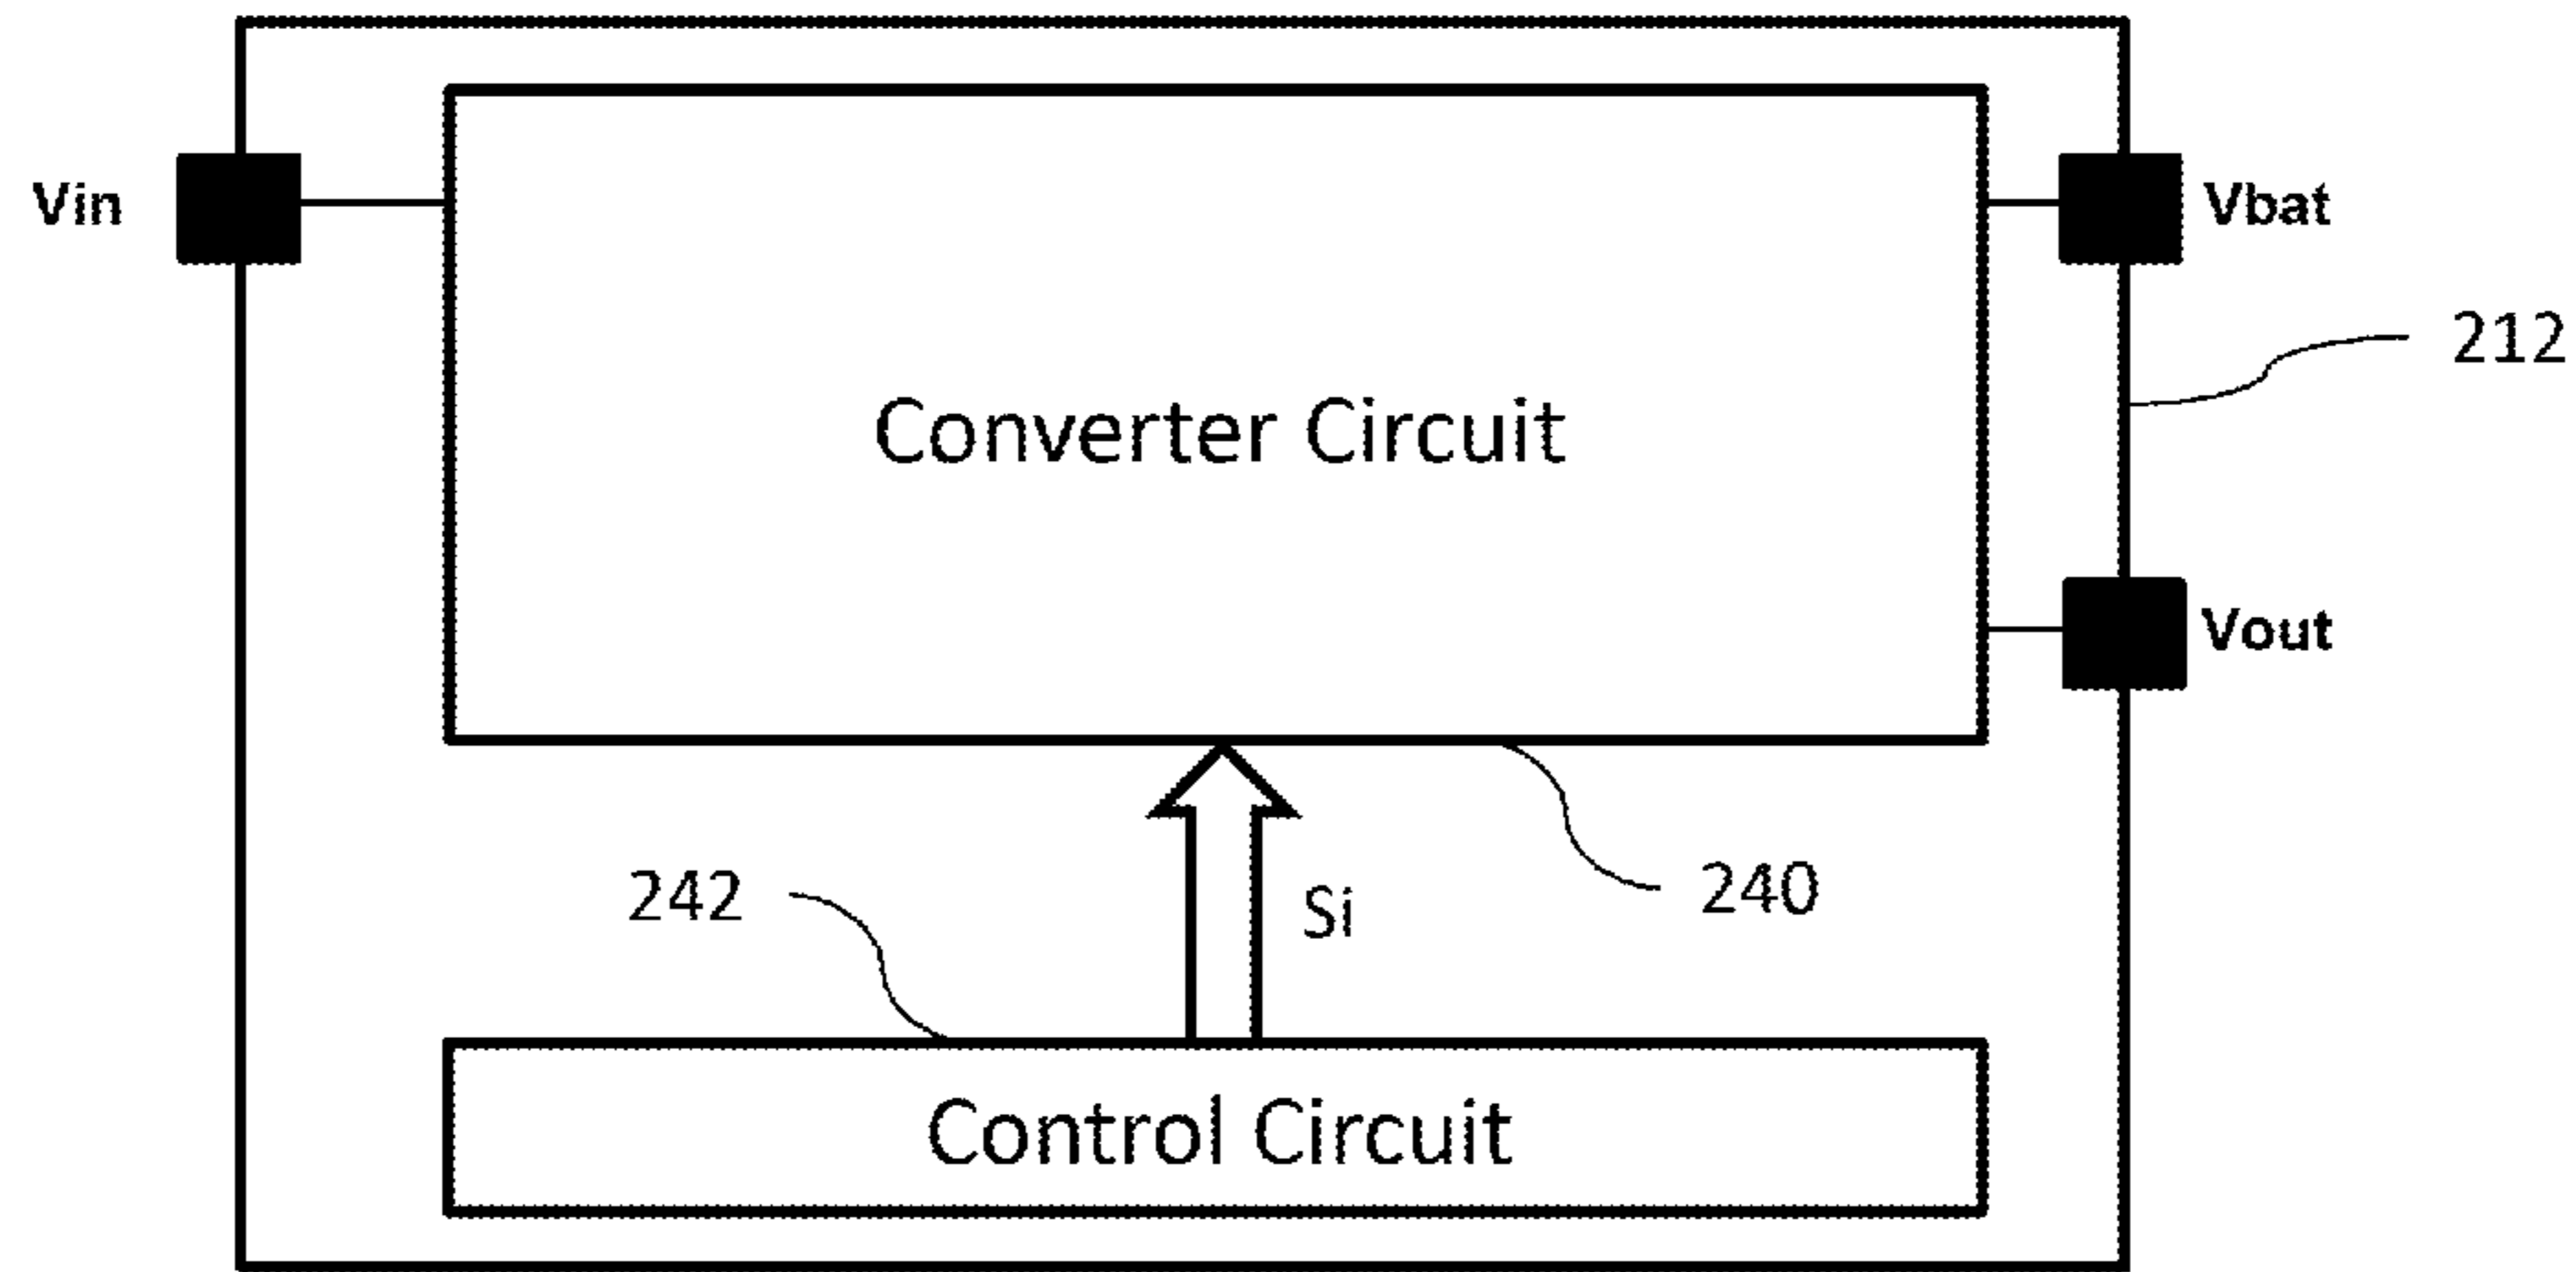 Vin
Vbat
212
Converter Circuit
Vout
242
Si
240
Control Circuit